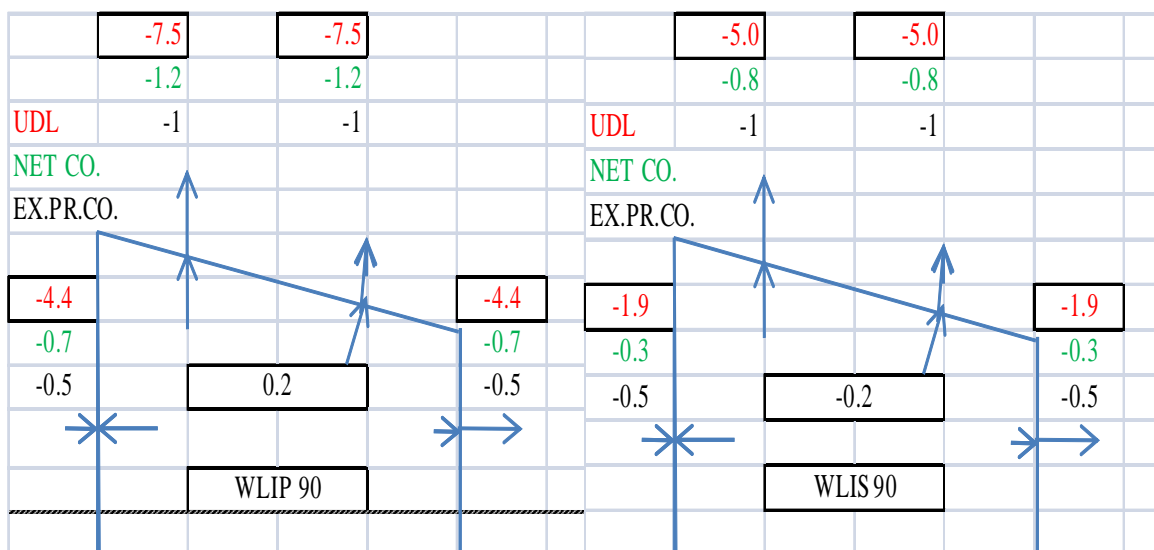 -7.5 -7.5
-1.2 -1.2
UDL -1 -1
NET CO.
EX.PR.CO.
-4.4 -4.4
-0.7 -0.7
-0.5 0.2 -0.5
WLIP 90
-5.0 -5.0
-0.8 -0.8
UDL -1 -1
NET CO.
EX.PR.CO.
-1.9 -1.9
-0.3 -0.3
-0.5 -0.2 -0.5
WLIS 90